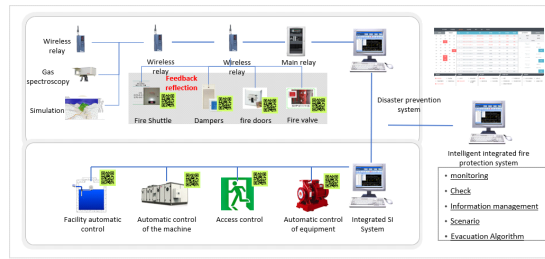 Wireless
relay
Gas
spectroscopy
Simulation
Wireless
relay
Wireless
relay
Main relay
Feedback
reflection
Fire Shuttle
Dampers
fire doors
Fire valve
Disaster prevention
system
Intelligent integrated fire
protection system
• monitoring
• Check
• Information management
• Scenario
• Evacuation Algorithm
Facility automatic
control
Automatic control
of the machine
Access control
Automatic control
of equipment
Integrated SI
System